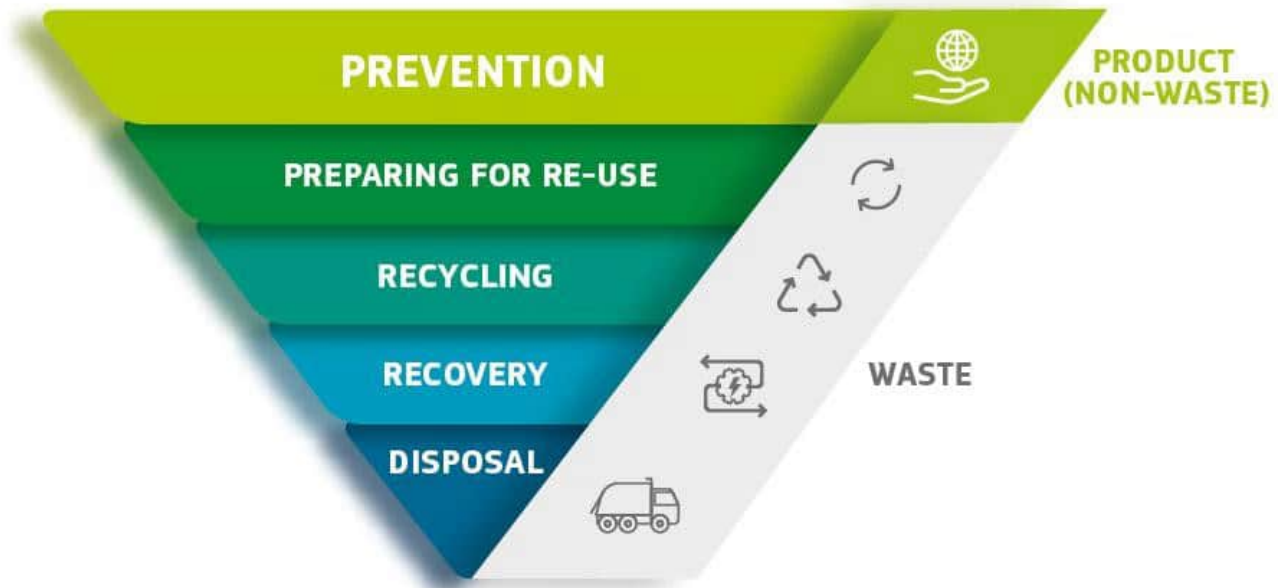 PREVENTION
PRODUCT
(NON-WASTE)
PREPARING FOR RE-USE
RECYCLING
RECOVERY
WASTE
DISPOSAL